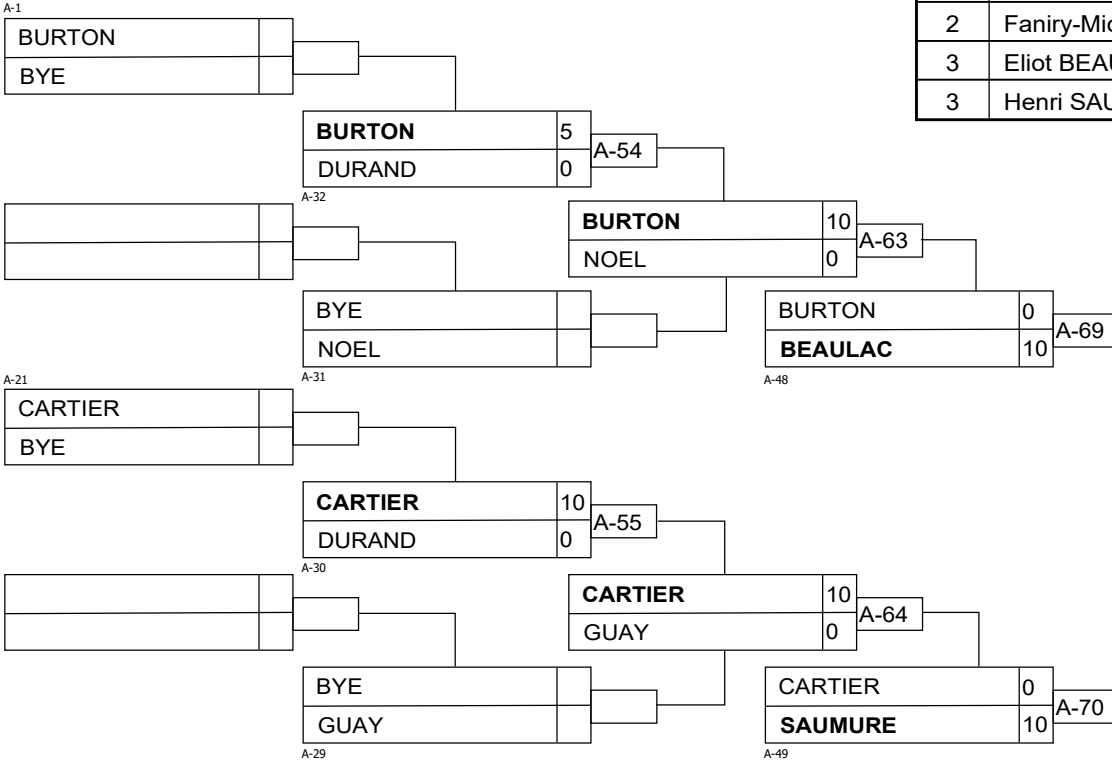 A-1
BURTON
BYE
2 Faniry-Mic
3 Eliot BEAU
3 Henri SAU
BURTON 5
A-54
DURAND 0
A-32
BURTON 10
A-63
NOEL 0
BYE
NOEL
A-31
BURTON 0
A-69
BEAULAC 10
A-48
A-21
CARTIER
BYE
CARTIER 10
A-55
DURAND 0
A-30
CARTIER 10
A-64
GUAY 0
BYE
GUAY
A-29
CARTIER 0
A-70
SAUMURE 10
A-49